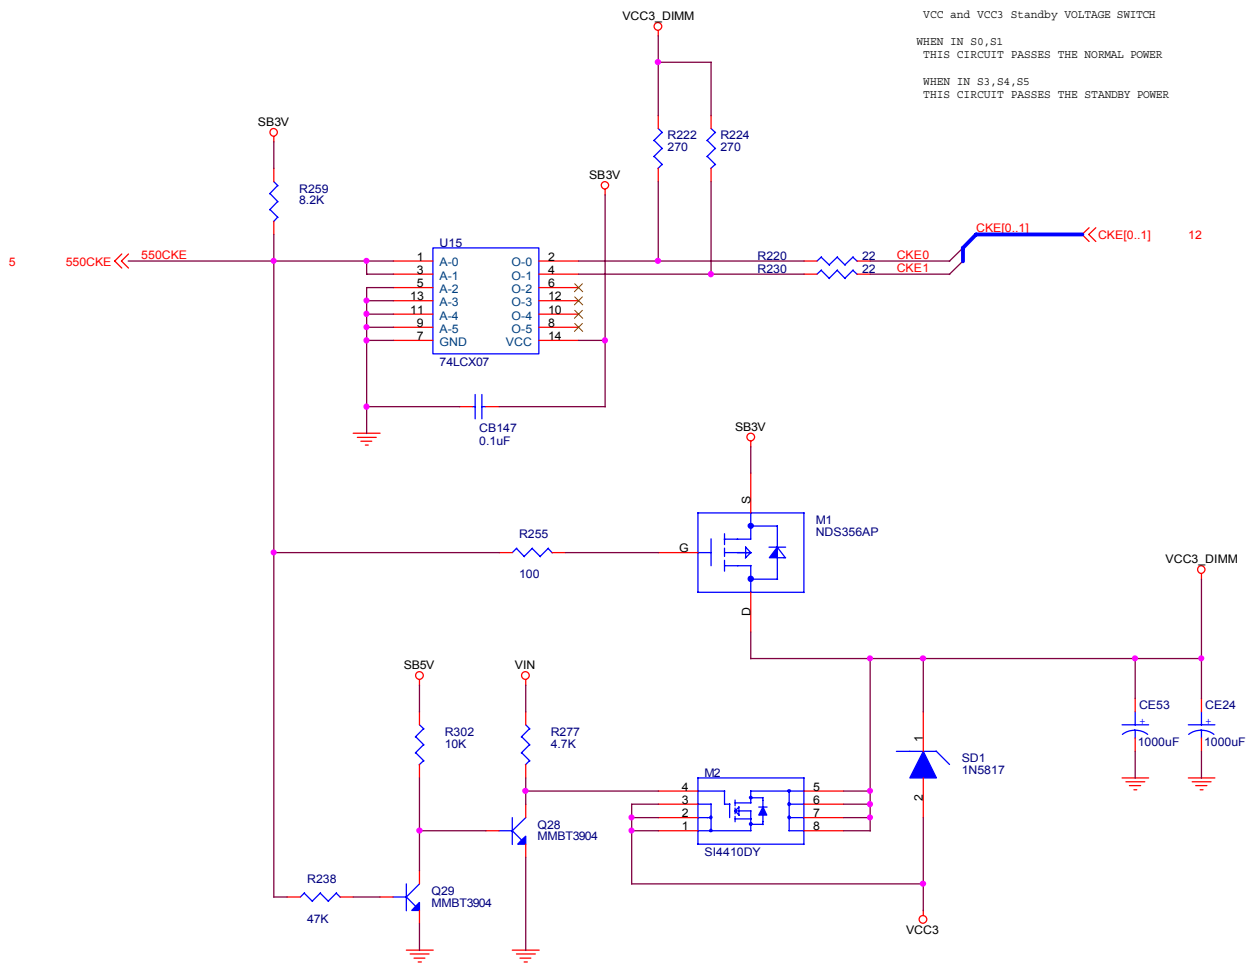 VCC and VCC3 Standby VOLTAGE SWITCH
WHEN IN S0,S1
THIS CIRCUIT PASSES THE NORMAL POWER
WHEN IN S3,S4,S5
THIS CIRCUIT PASSES THE STANDBY POWER
VCC3_DIMM
SB3V
R222
270
R224
270
R259
8.2K
SB3V
5
550CKE
550CKE
U15
1 A-0 O-0 2
3 A-1 O-1 4
5 A-2 O-2 6
13 A-3 O-3 12
11 A-4 O-4 10
9 A-5 O-5 8
7 GND VCC 14
74LCX07
R220 22 CKE0
R230 22 CKE1
CKE[0..1]
CKE[0..1]
12
CB147
0.1uF
SB3V
S
M1
NDS356AP
G
D
R255
100
VCC3_DIMM
SB5V
VIN
R302
10K
R277
4.7K
CE53
+
1000uF
CE24
+
1000uF
M2
4 5
3 6
2 7
1 8
SI4410DY
1
SD1
1N5817
2
Q28
MMBT3904
R238
47K
Q29
MMBT3904
VCC3